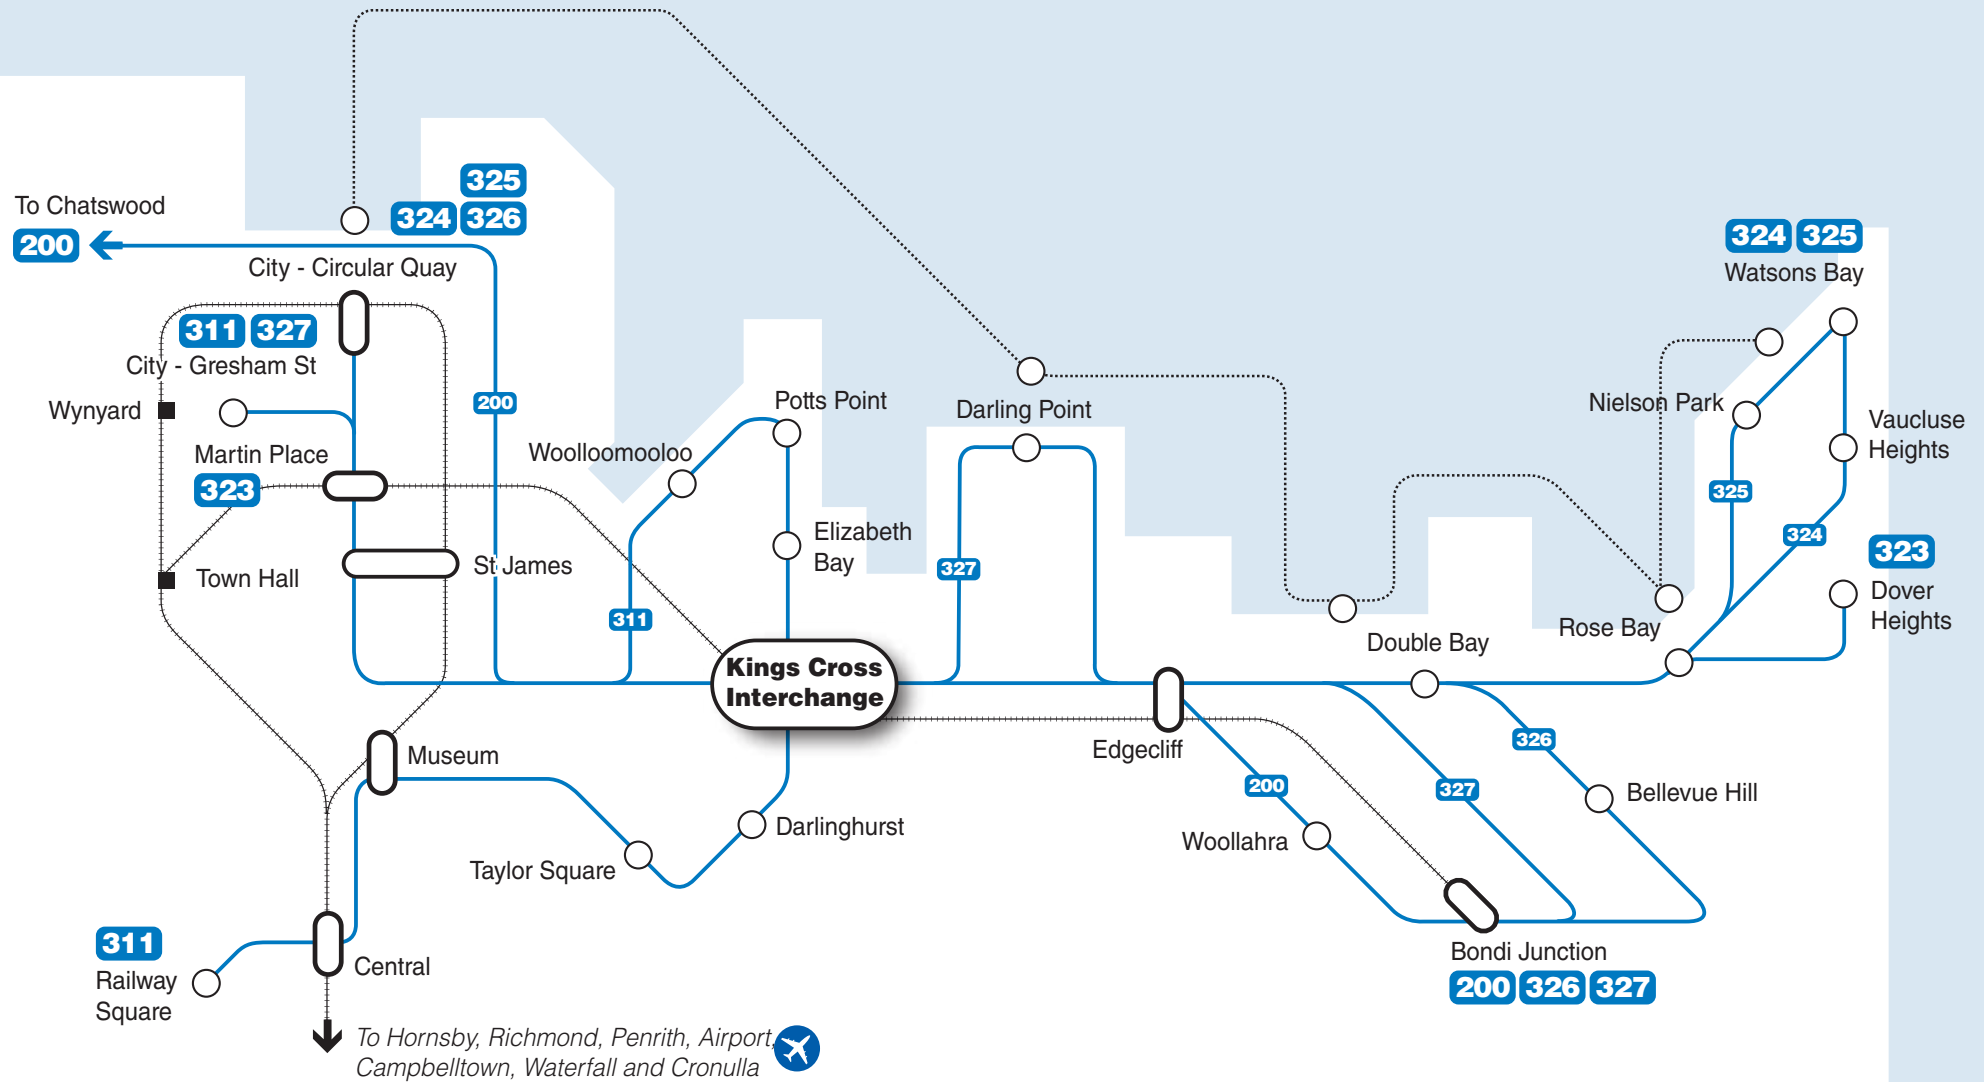 325
To Chatswood
324 326
200
City - Circular Quay
324 325
Watsons Bay
311 327
City - Gresham St
Wynyard
200
Potts Point
Darling Point
Nielson Park
Vaucluse
Heights
Martin Place
323
Woolloomooloo
325
324
Elizabeth
Bay
323
Dover
Heights
Town Hall
St James
327
311
Rose Bay
Double Bay
Kings Cross
Interchange
Museum
Edgecliff
326
200
327
Bellevue Hill
Darlinghurst
Woollahra
Taylor Square
311
Railway
Square
Central
Bondi Junction
200 326 327
To Hornsby, Richmond, Penrith, Airport,
Campbelltown, Waterfall and Cronulla